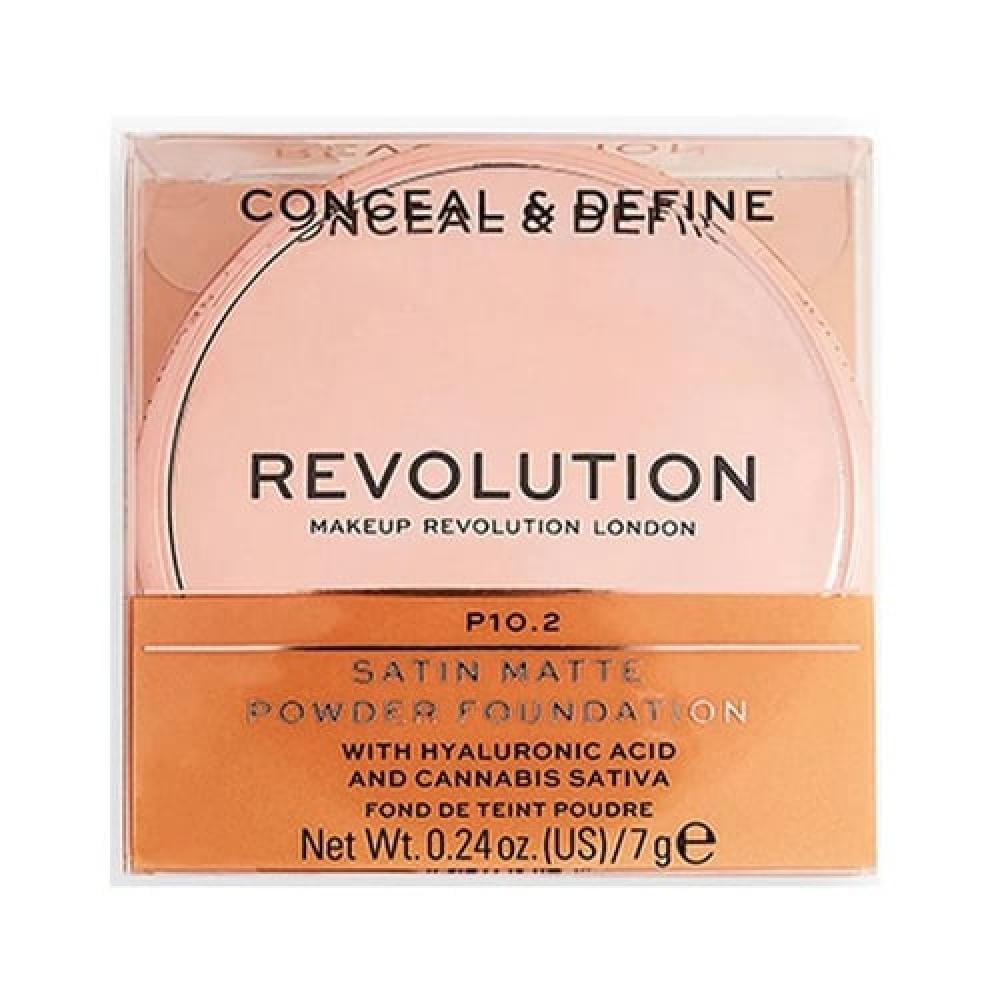 CONCEAL & DEFINE
REVOLUTION
MAKEUP REVOLUTION LONDON
P10.2
SATIN MATTE
POWDER FOUNDATION
WITH HYALURONIC ACID
AND CANNABIS SATIVA
FOND DE TEINT POUDRE
Net Wt. 0.24 oz. (US)/7 g e